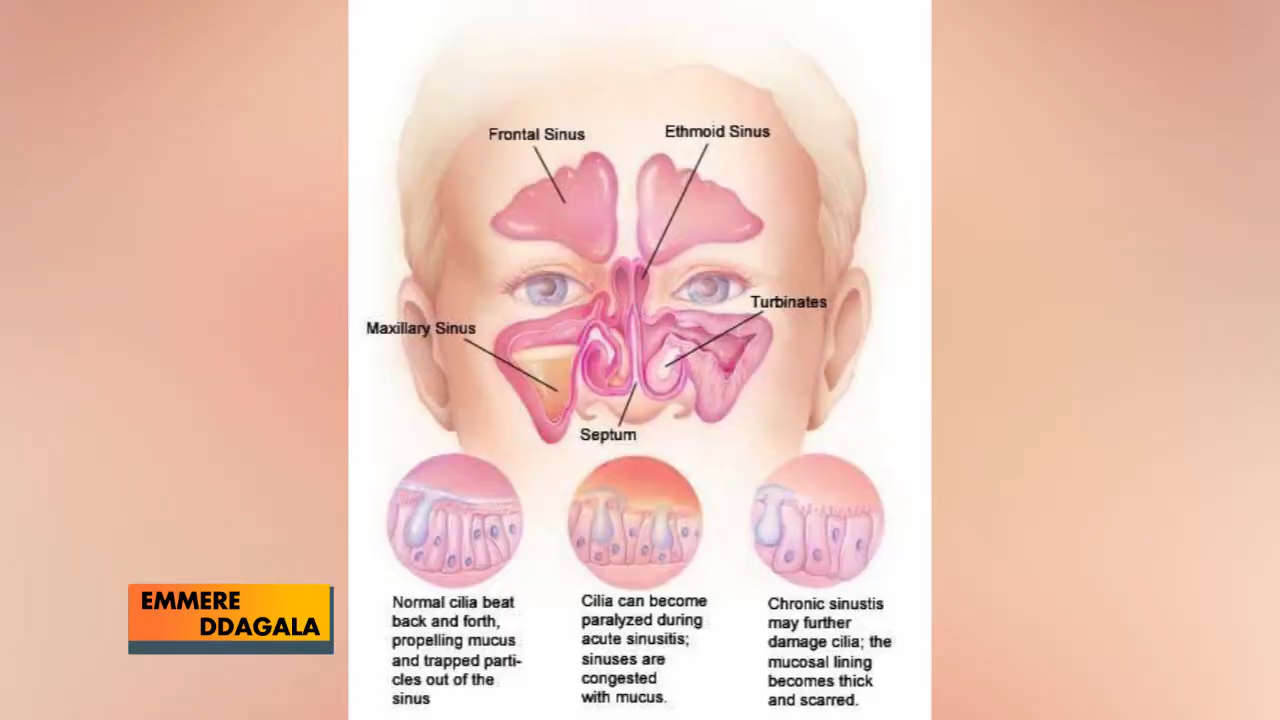 Frontal Sinus
Ethmoid Sinus
Turbinates
Maxillary Sinus
Septum
EMMERE
DDAGALA
Normal cilia beat
back and forth,
propelling mucus
and trapped parti-
cles out of the
sinus
Cilia can become
paralyzed during
acute sinusitis;
sinuses are
congested
with mucus.
Chronic sinustis
may further
damage cilia; the
mucosal lining
becomes thick
and scarred.